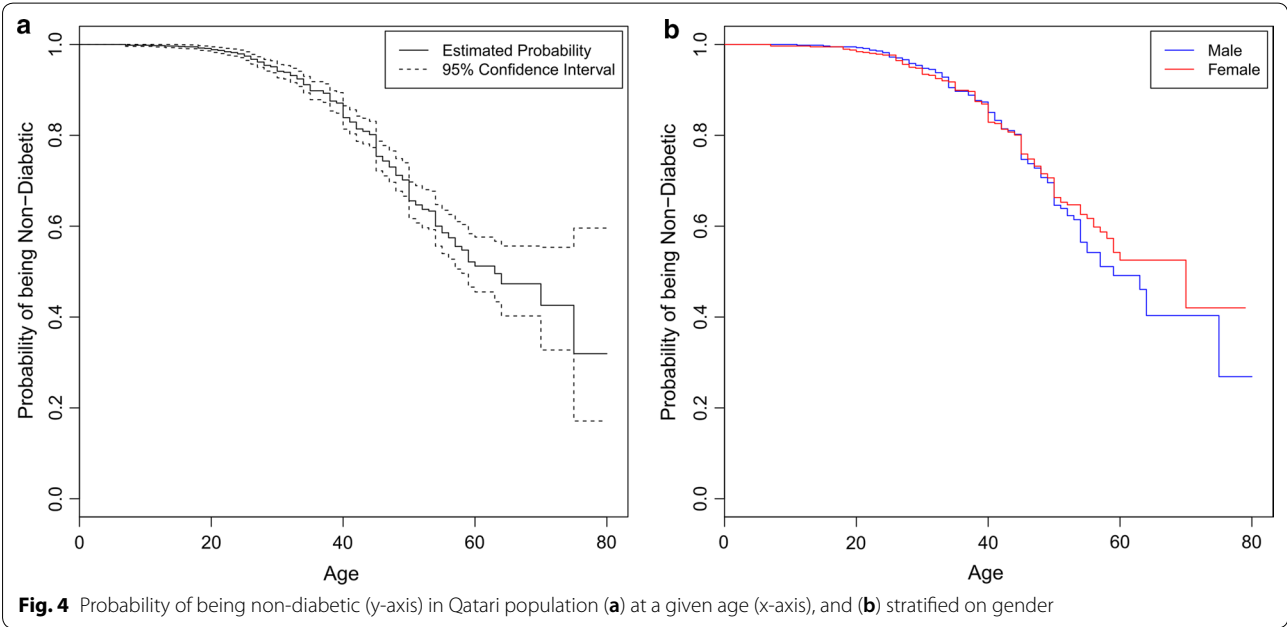 a
Estimated Probability
95% Confidence Interval
Probability of being Non−Diabetic
1.0
0.8
0.6
0.4
0.2
0.0
0
20
40
60
80
Age
b
Male
Female
Probability of being Non−Diabetic
1.0
0.8
0.6
0.4
0.2
0.0
0
20
40
60
80
Age
Fig. 4 Probability of being non-diabetic (y-axis) in Qatari population (a) at a given age (x-axis), and (b) stratified on gender